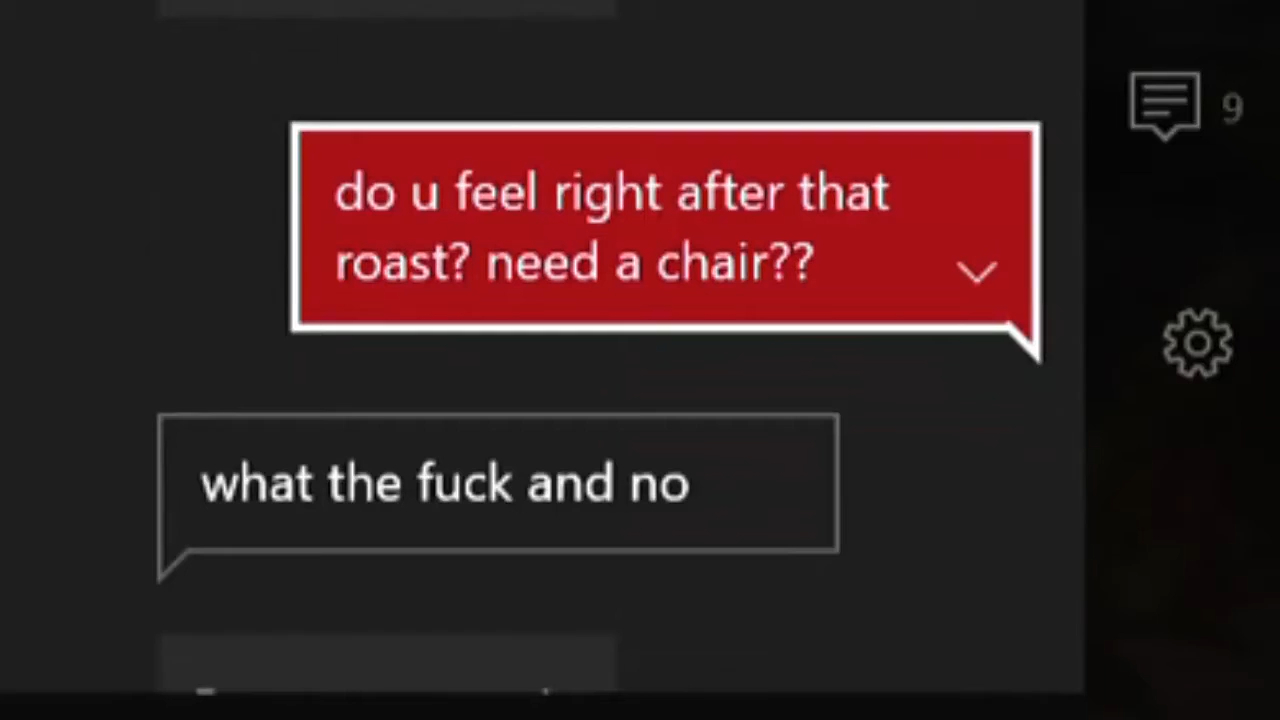 do u feel right after that
roast? need a chair??
9
what the fuck and no